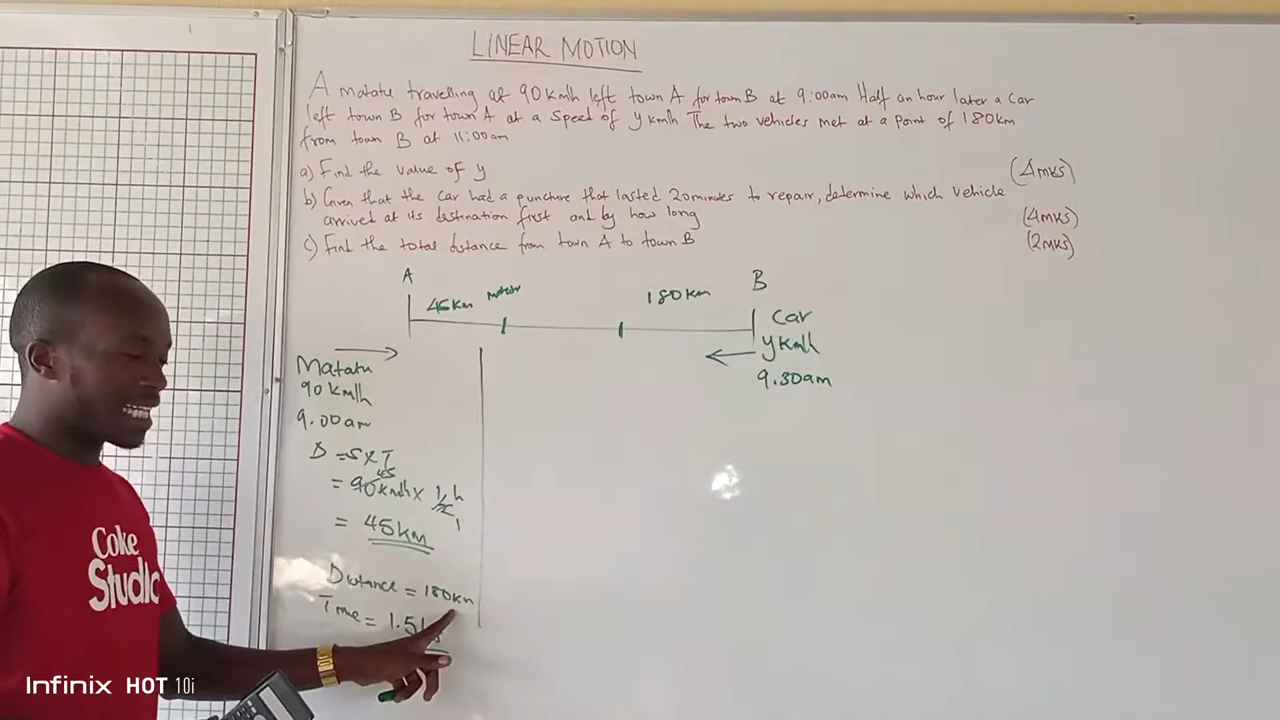 LINEAR MOTION
A matatu travelling at 90km/h left town A for town B at 9:00am Half an hour later a car
left town B for town A at a speed of y km/h The two vehicles met at a point of 180km
from town B at 11:00am
a) Find the value of y (4mks)
b) Given that the car had a puncture that lasted 20minutes to repair, determine which vehicle
arrived at its destination first and by how long (4mks)
c) Find the total distance from town A to town B (2mks)
A
B
45km
matatu
180km
Car
y km/h
9.30am
Matatu
90km/h
9.00am
D = S x T
45
= 90km/h x 1/2 h
1
= 45km
Distance = 180km
Time = 1.5
Coke
Studio
Infinix HOT 10i